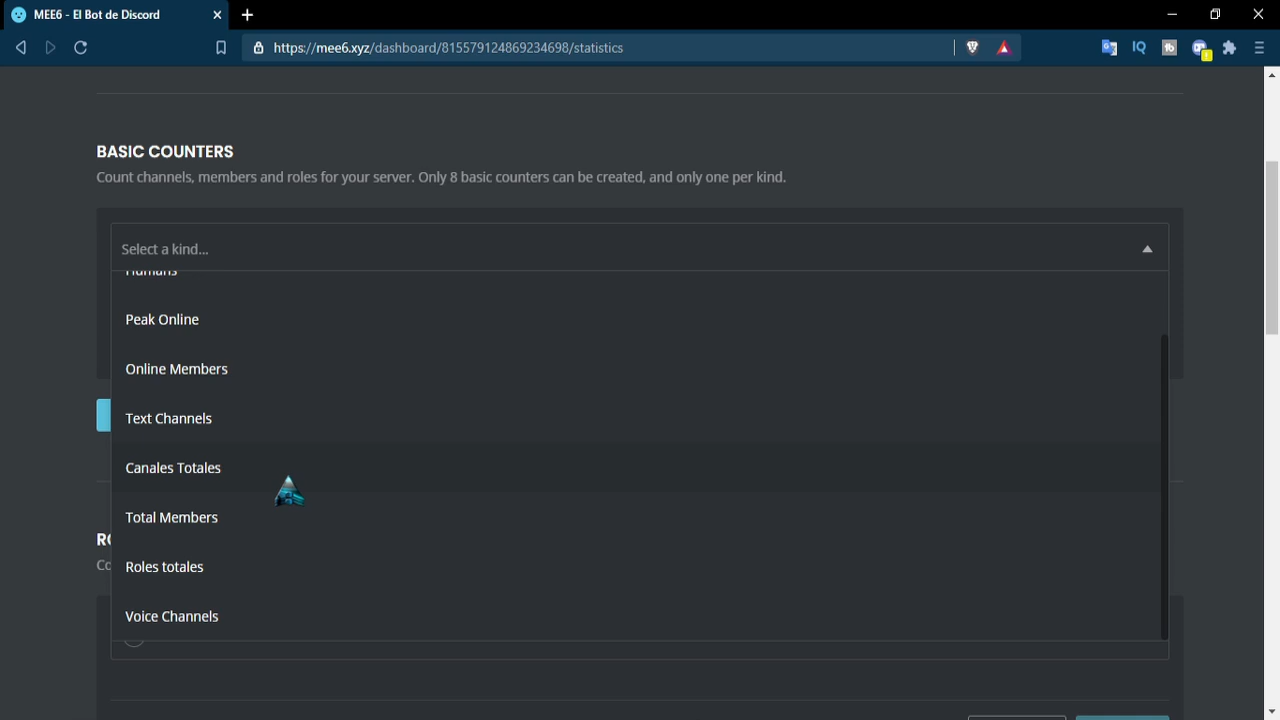 MEE6 - El Bot de Discord
https://mee6.xyz/dashboard/815579124869234698/statistics
IQ
1
BASIC COUNTERS
Count channels, members and roles for your server. Only 8 basic counters can be created, and only one per kind.
Select a kind...
Humans
Peak Online
Online Members
Text Channels
Canales Totales
Total Members
Roles totales
Voice Channels